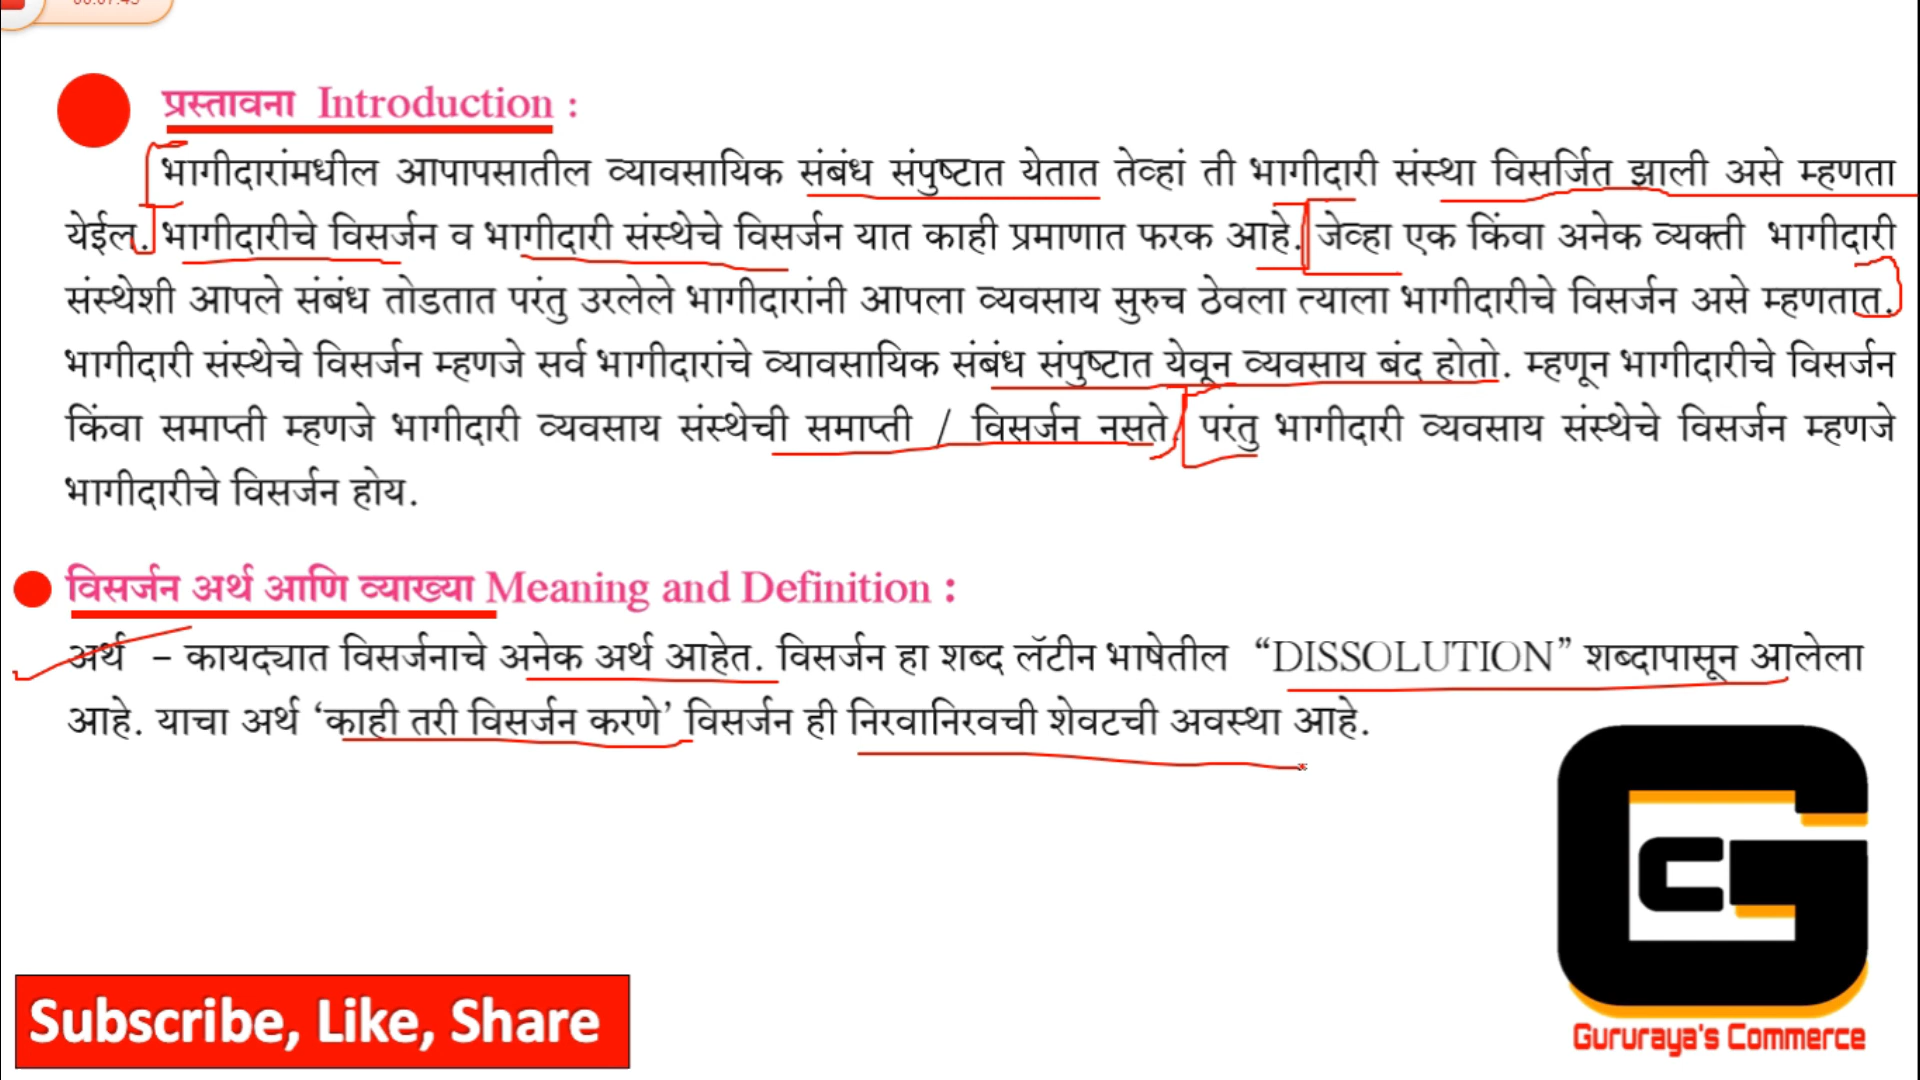 प्रस्तावना Introduction :
भागीदारांमधील आपापसातील व्यावसायिक संबंध संपुष्टात येतात तेव्हां ती भागीदारी संस्था विसर्जित झाली असे म्हणता
येईल. भागीदारीचे विसर्जन व भागीदारी संस्थेचे विसर्जन यात काही प्रमाणात फरक आहे. जेव्हा एक किंवा अनेक व्यक्ती भागीदारी
संस्थेशी आपले संबंध तोडतात परंतु उरलेले भागीदारांनी आपला व्यवसाय सुरुच ठेवला त्याला भागीदारीचे विसर्जन असे म्हणतात.
भागीदारी संस्थेचे विसर्जन म्हणजे सर्व भागीदारांचे व्यावसायिक संबंध संपुष्टात येवून व्यवसाय बंद होतो. म्हणून भागीदारीचे विसर्जन
किंवा समाप्ती म्हणजे भागीदारी व्यवसाय संस्थेची समाप्ती / विसर्जन नसते. परंतु भागीदारी व्यवसाय संस्थेचे विसर्जन म्हणजे
भागीदारीचे विसर्जन होय.
विसर्जन अर्थ आणि व्याख्या Meaning and Definition :
अर्थ – कायद्यात विसर्जनाचे अनेक अर्थ आहेत. विसर्जन हा शब्द लॅटीन भाषेतील “DISSOLUTION” शब्दापासून आलेला
आहे. याचा अर्थ ‘काही तरी विसर्जन करणे’ विसर्जन ही निरवानिरवची शेवटची अवस्था आहे.
Subscribe, Like, Share
Gururaya's Commerce